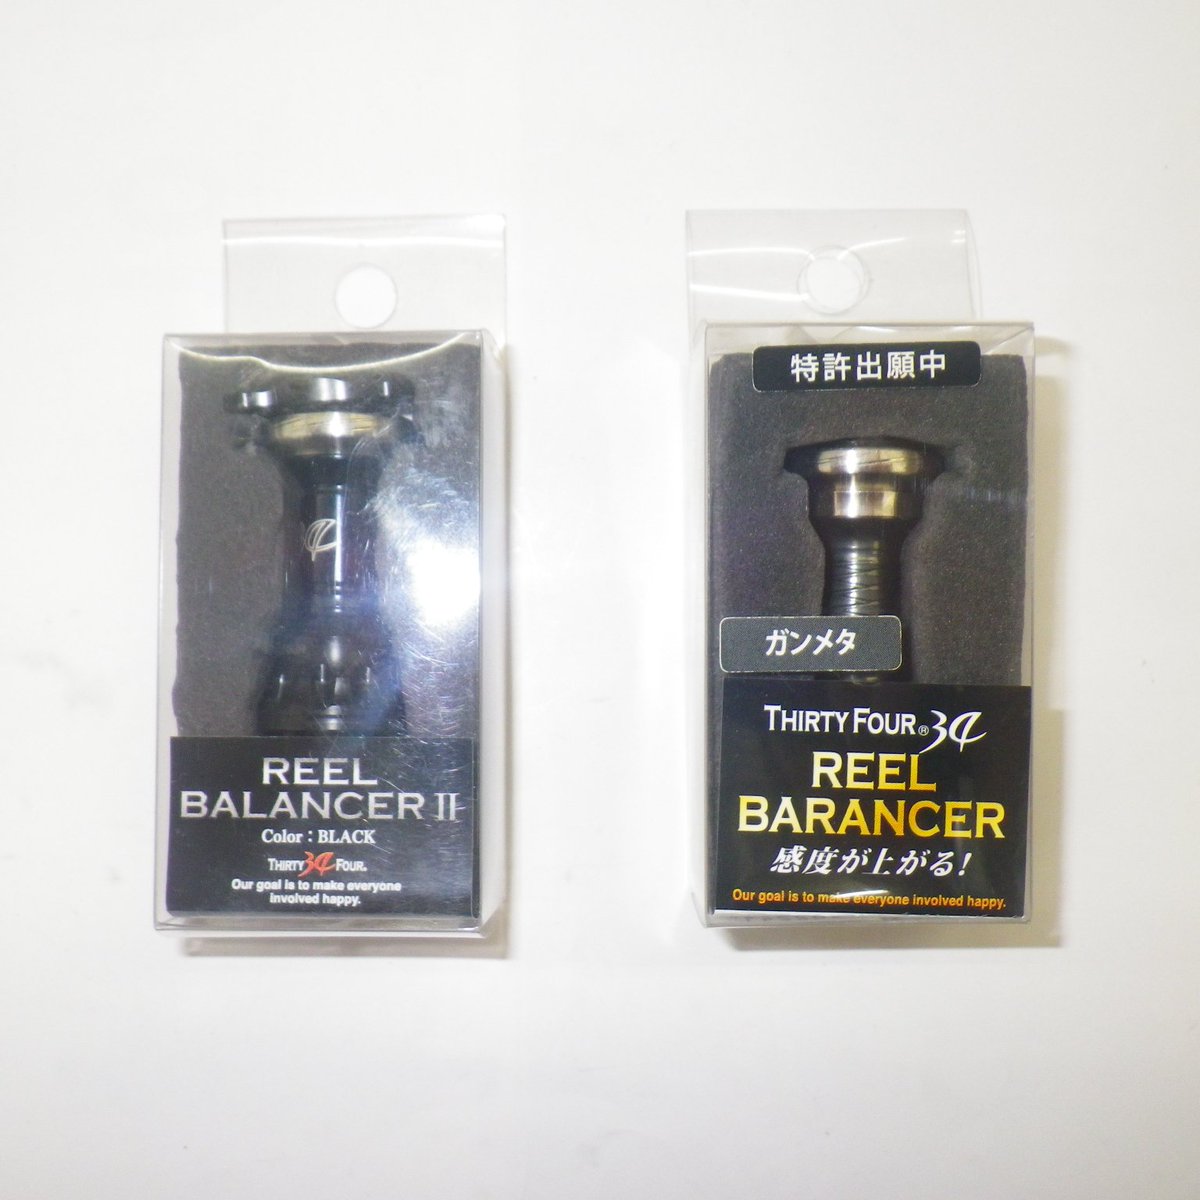 REEL
BALANCER II
Color : BLACK
THIRTY 34 FOUR®
Our goal is to make everyone
involved happy.
特許出願中
ガンメタ
THIRTY FOUR® 34
REEL
BARANCER
感度が上がる!
Our goal is to make everyone involved happy.